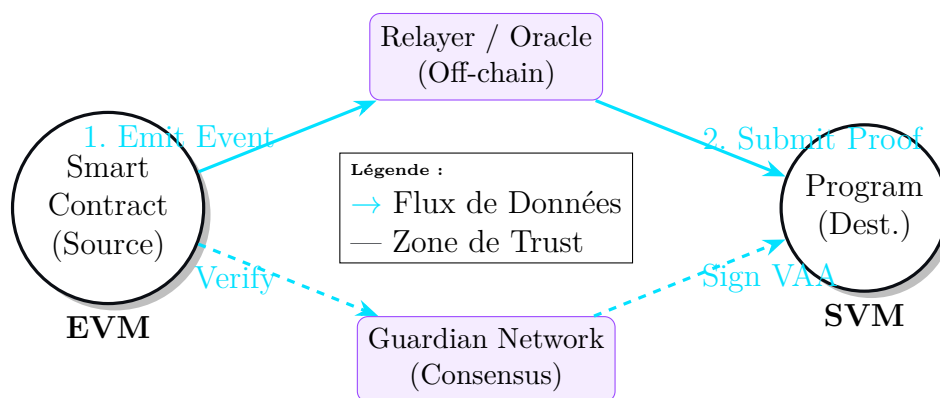 Relayer / Oracle
(Off-chain)
1. Emit Event
2. Submit Proof
Smart
Contract
(Source)
Légende :
→ Flux de Données
— Zone de Trust
Program
(Dest.)
Verify
Sign VAA
EVM
SVM
Guardian Network
(Consensus)